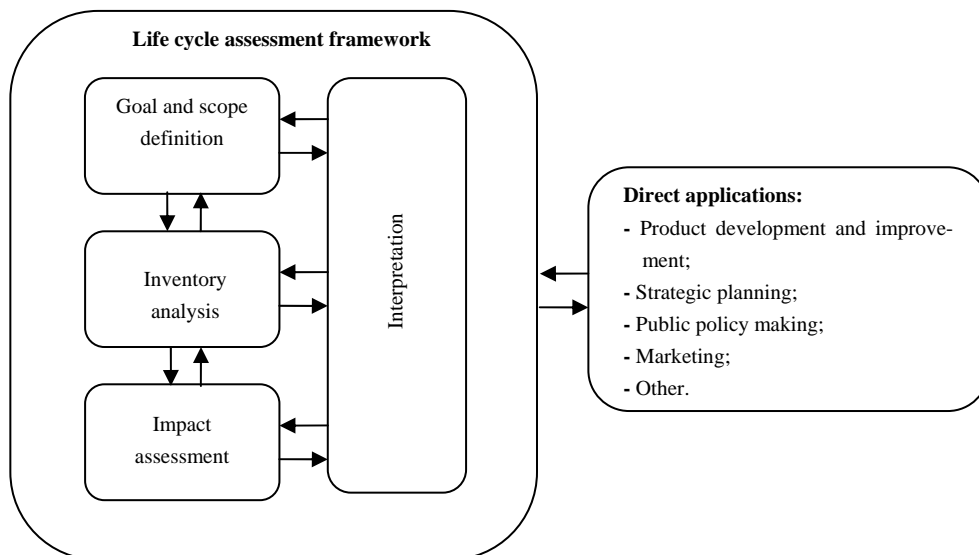 Life cycle assessment framework
Goal and scope
definition
Inventory
analysis
Impact
assessment
Interpretation
Direct applications:
- Product development and improve-
ment;
- Strategic planning;
- Public policy making;
- Marketing;
- Other.